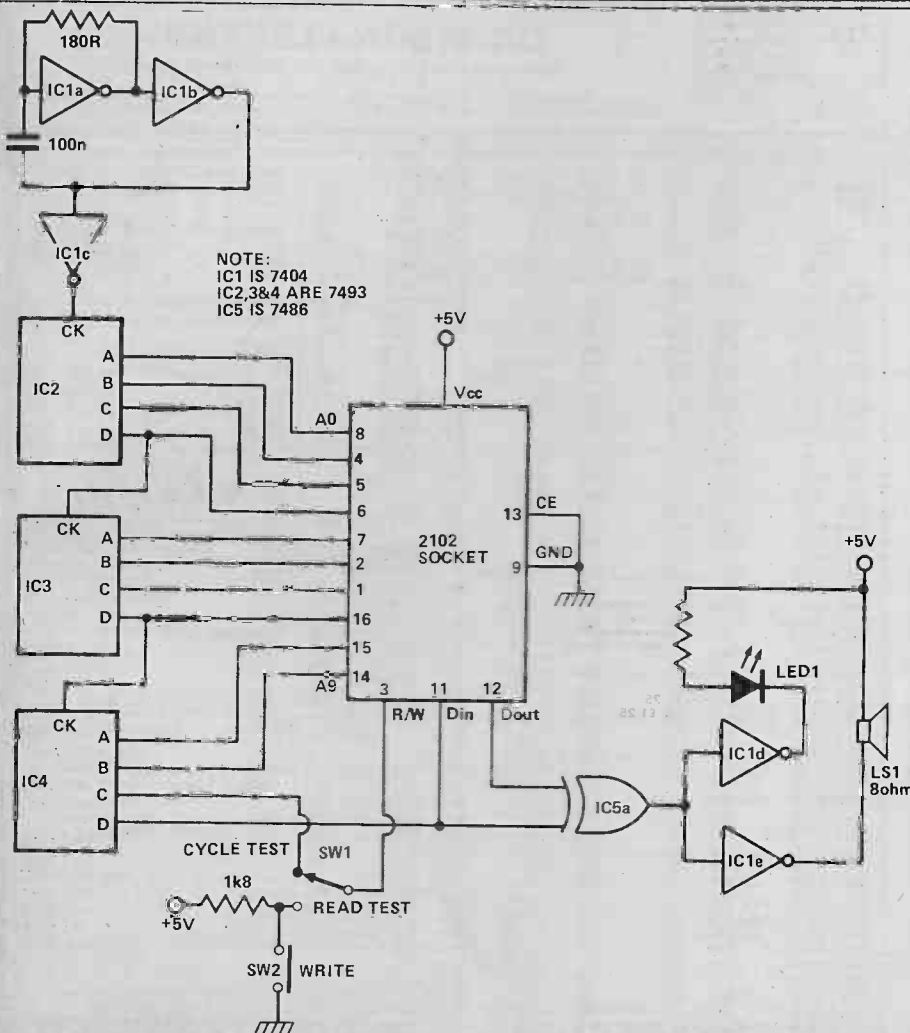 180R
IC1a
IC1b
100n
IC1c
NOTE:
IC1 IS 7404
IC2,3&4 ARE 7493
IC5 IS 7486
+5V
CK
Vcc
A
IC2
B
C
D
A0
8
4
5
6
CK
A
IC3
B
C
D
7
2
1
16
15
14
A9
2102
SOCKET
13
CE
9
GND
3
11
12
R/W
Din
Dout
+5V
LED1
IC1d
LS1
8ohm
IC5a
IC1e
CK
A
IC4
B
C
D
CYCLE TEST
SW1
1k8
READ TEST
+5V
SW2
WRITE